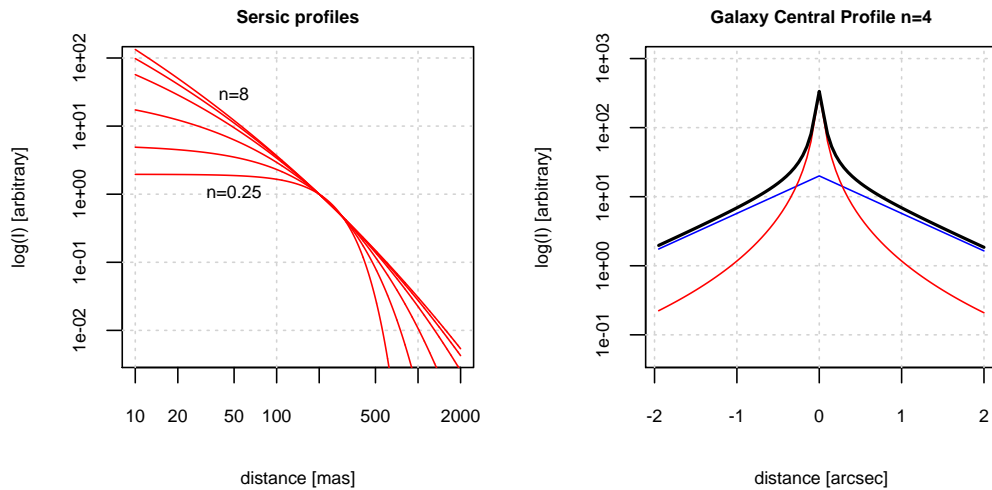 Sersic profiles
log(I) [arbitrary]
1e+02
1e+01
1e+00
1e-01
1e-02
n=8
n=0.25
10 20 50 100 500 2000
distance [mas]
Galaxy Central Profile n=4
log(I) [arbitrary]
1e+03
1e+02
1e+01
1e+00
1e-01
-2 -1 0 1 2
distance [arcsec]